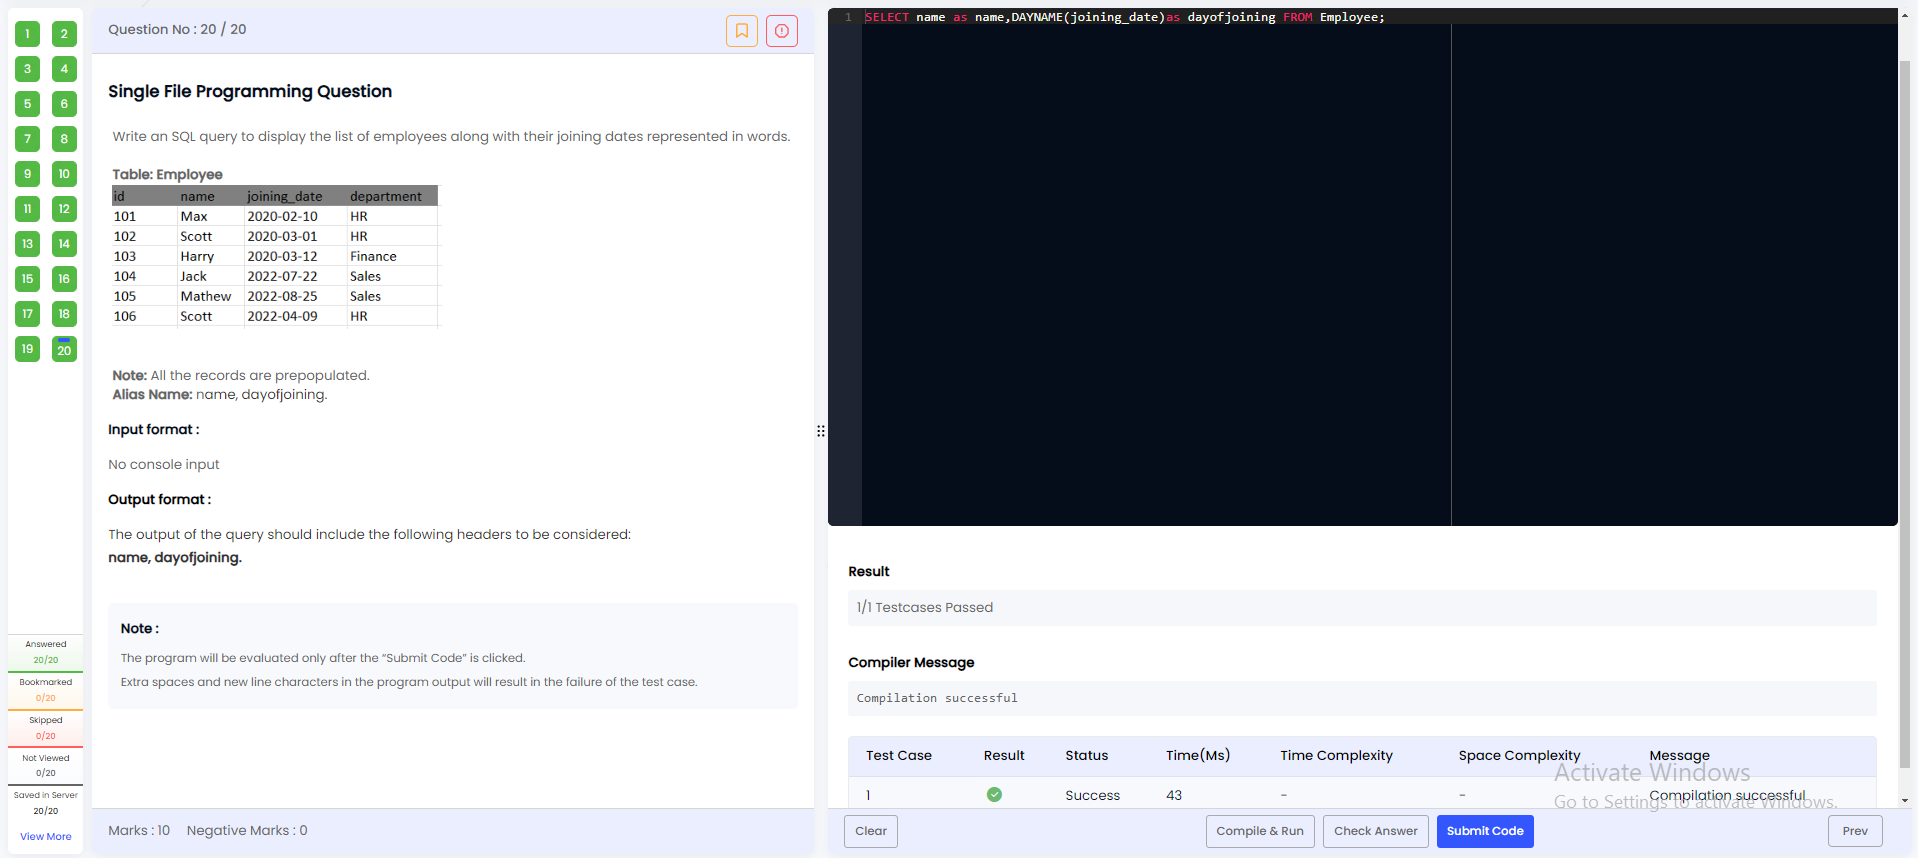 1 2
3 4
5 6
7 8
9 10
11 12
13 14
15 16
17 18
19 20
Answered
20/20
Bookmarked
0/20
Skipped
0/20
Not Viewed
0/20
Saved in Server
20/20
View More
Question No : 20 / 20
Single File Programming Question
Write an SQL query to display the list of employees along with their joining dates represented in words.
Table: Employee
id name joining_date department
101 Max 2020-02-10 HR
102 Scott 2020-03-01 HR
103 Harry 2020-03-12 Finance
104 Jack 2022-07-22 Sales
105 Mathew 2022-08-25 Sales
106 Scott 2022-04-09 HR
Note: All the records are prepopulated.
Alias Name: name, dayofjoining.
Input format :
No console input
Output format :
The output of the query should include the following headers to be considered:
name, dayofjoining.
Note :
The program will be evaluated only after the “Submit Code” is clicked.
Extra spaces and new line characters in the program output will result in the failure of the test case.
Marks : 10 Negative Marks : 0
1 SELECT name as name,DAYNAME(joining_date)as dayofjoining FROM Employee;
Result
1/1 Testcases Passed
Compiler Message
Compilation successful
Test Case Result Status Time(Ms) Time Complexity Space Complexity Message
1 Success 43 - - Compilation successful
Activate Windows
Go to Settings to activate Windows.
Clear Compile & Run Check Answer Submit Code Prev